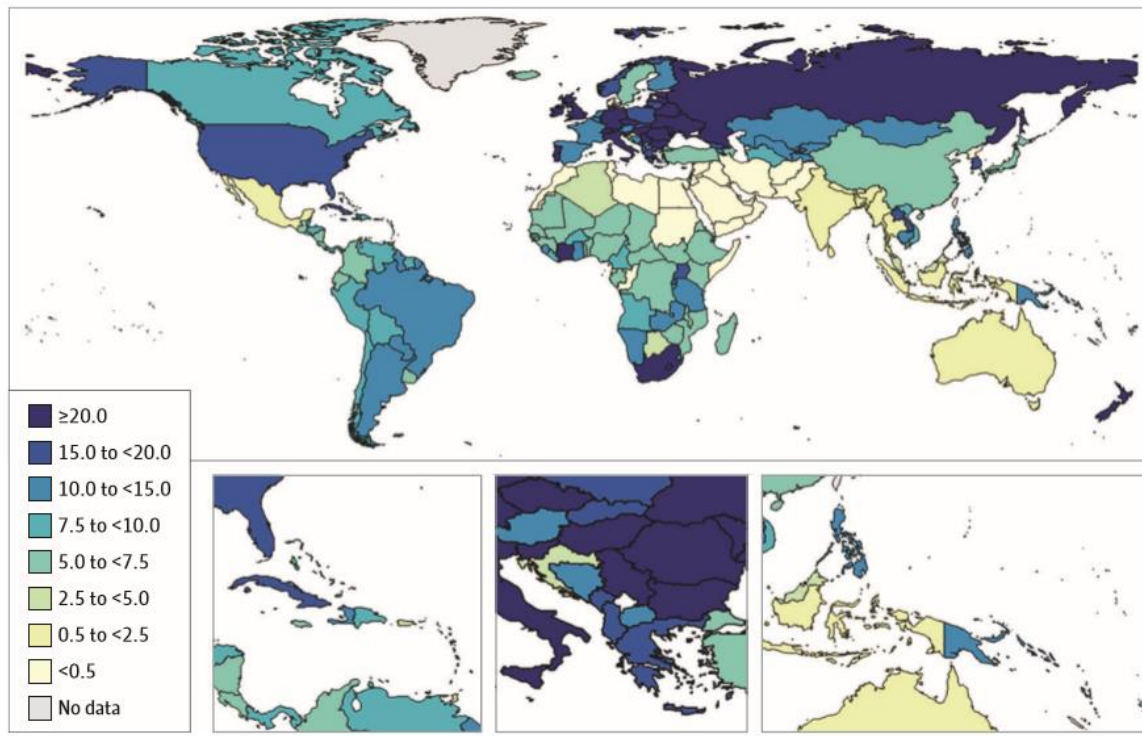 ≥20.0
15.0 to <20.0
10.0 to <15.0
7.5 to <10.0
5.0 to <7.5
2.5 to <5.0
0.5 to <2.5
<0.5
No data